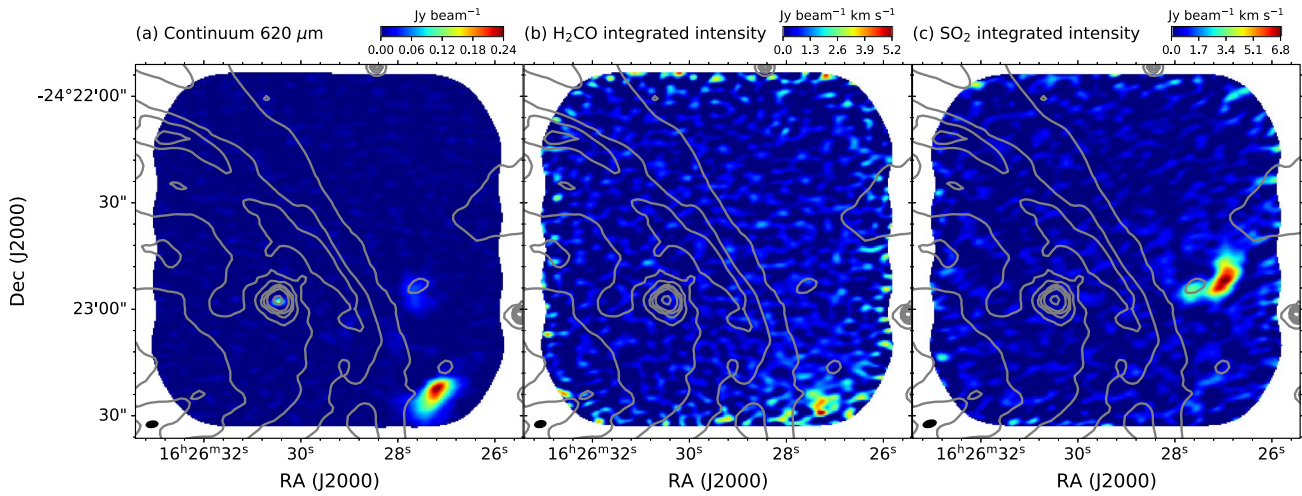 Jy beam⁻¹
(a) Continuum 620 μm
0.00 0.06 0.12 0.18 0.24
Jy beam⁻¹ km s⁻¹
(b) H₂CO integrated intensity
0.0 1.3 2.6 3.9 5.2
Jy beam⁻¹ km s⁻¹
(c) SO₂ integrated intensity
0.0 1.7 3.4 5.1 6.8
-24°22'00"
30"
23'00"
30"
Dec (J2000)
16ʰ26ᵐ32ˢ 30ˢ 28ˢ 26ˢ
RA (J2000)
16ʰ26ᵐ32ˢ 30ˢ 28ˢ 26ˢ
RA (J2000)
16ʰ26ᵐ32ˢ 30ˢ 28ˢ 26ˢ
RA (J2000)